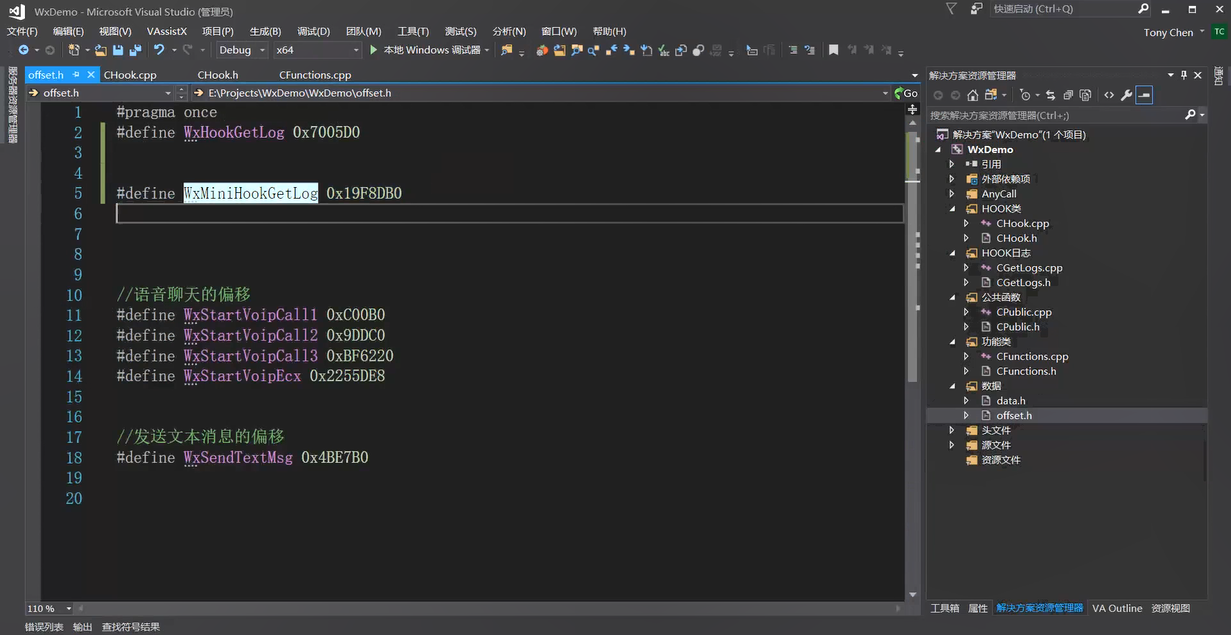 WxDemo - Microsoft Visual Studio (管理员)
快速启动 (Ctrl+Q)
文件(F) 编辑(E) 视图(V) VAssistX 项目(P) 生成(B) 调试(D) 团队(M) 工具(T) 测试(S) 分析(N) 窗口(W) 帮助(H)
Tony Chen TC
Debug x64 本地 Windows 调试器
服务器资源管理器
offset.h CHook.cpp CHook.h CFunctions.cpp
offset.h E:\Projects\WxDemo\WxDemo\offset.h Go
1 #pragma once
2 #define WxHookGetLog 0x7005D0
3
4
5 #define WxMiniHookGetLog 0x19F8DB0
6
7
8
9
10 //语音聊天的偏移
11 #define WxStartVoipCall1 0xC00B0
12 #define WxStartVoipCall2 0x9DDC0
13 #define WxStartVoipCall3 0xBF6220
14 #define WxStartVoipEcx 0x2255DE8
15
16
17 //发送文本消息的偏移
18 #define WxSendTextMsg 0x4BE7B0
19
20
110 %
错误列表 输出 查找符号结果
解决方案资源管理器
搜索解决方案资源管理器(Ctrl+;)
解决方案"WxDemo"(1 个项目)
WxDemo
引用
外部依赖项
AnyCall
HOOK类
CHook.cpp
CHook.h
HOOK日志
CGetLogs.cpp
CGetLogs.h
公共函数
CPublic.cpp
CPublic.h
功能类
CFunctions.cpp
CFunctions.h
数据
data.h
offset.h
头文件
源文件
资源文件
工具箱 属性 解决方案资源管理器 VA Outline 资源视图
通知